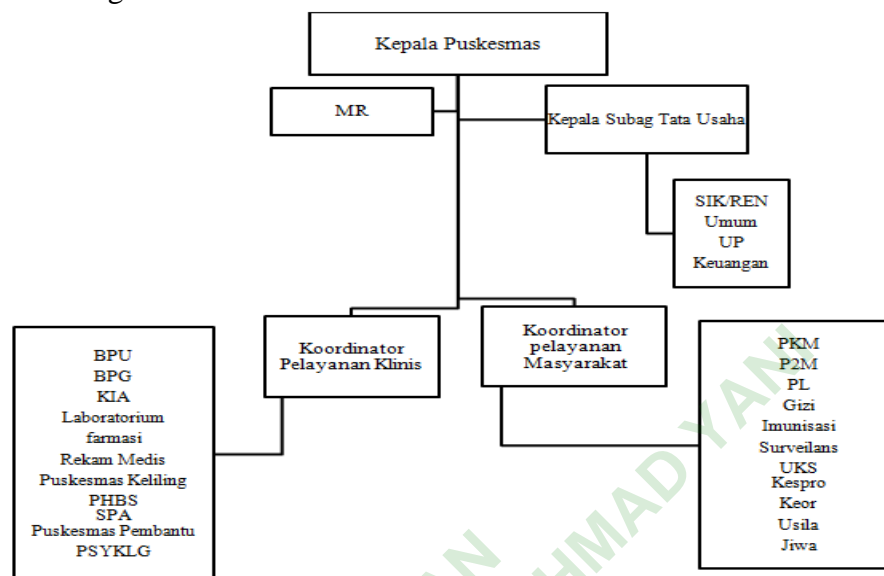 Kepala Puskesmas
MR
Kepala Subag Tata Usaha
SIK/REN
Umum
UP
Keuangan
Koordinator
Pelayanan Klinis
Koordinator
pelayanan
Masyarakat
BPU
BPG
KIA
Laboratorium
farmasi
Rekam Medis
Puskesmas Keliling
PHBS
SPA
Puskesmas Pembantu
PSYKLG
PKM
P2M
PL
Gizi
Imunisasi
Surveilans
UKS
Kespro
Keor
Usila
Jiwa
AHMAD YANI